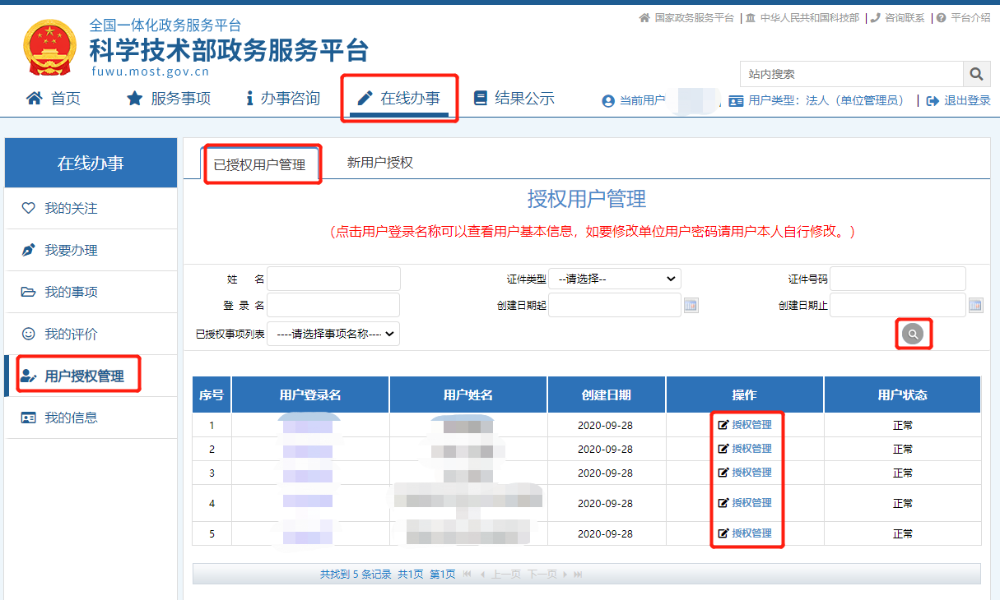 国家政务服务平台 | 中华人民共和国科技部 | 咨询联系 | 平台介绍
全国一体化政务服务平台
科学技术部政务服务平台
fuwu.most.gov.cn
站内搜索
首页 服务事项 办事咨询 在线办事 结果公示
当前用户 | 用户类型：法人（单位管理员） | 退出登录
在线办事
我的关注
我要办理
我的事项
我的评价
用户授权管理
我的信息
已授权用户管理 新用户授权
授权用户管理
（点击用户登录名称可以查看用户基本信息，如要修改单位用户密码请用户本人自行修改。）
姓 名 证件类型 --请选择-- 证件号码
登 录 名 创建日期起 创建日期止
已授权事项列表 ----请选择事项名称----
序号 用户登录名 用户姓名 创建日期 操作 用户状态
1 2020-09-28 授权管理 正常
2 2020-09-28 授权管理 正常
3 2020-09-28 授权管理 正常
4 2020-09-28 授权管理 正常
5 2020-09-28 授权管理 正常
共找到 5 条记录 共1页 第1页 上一页 下一页